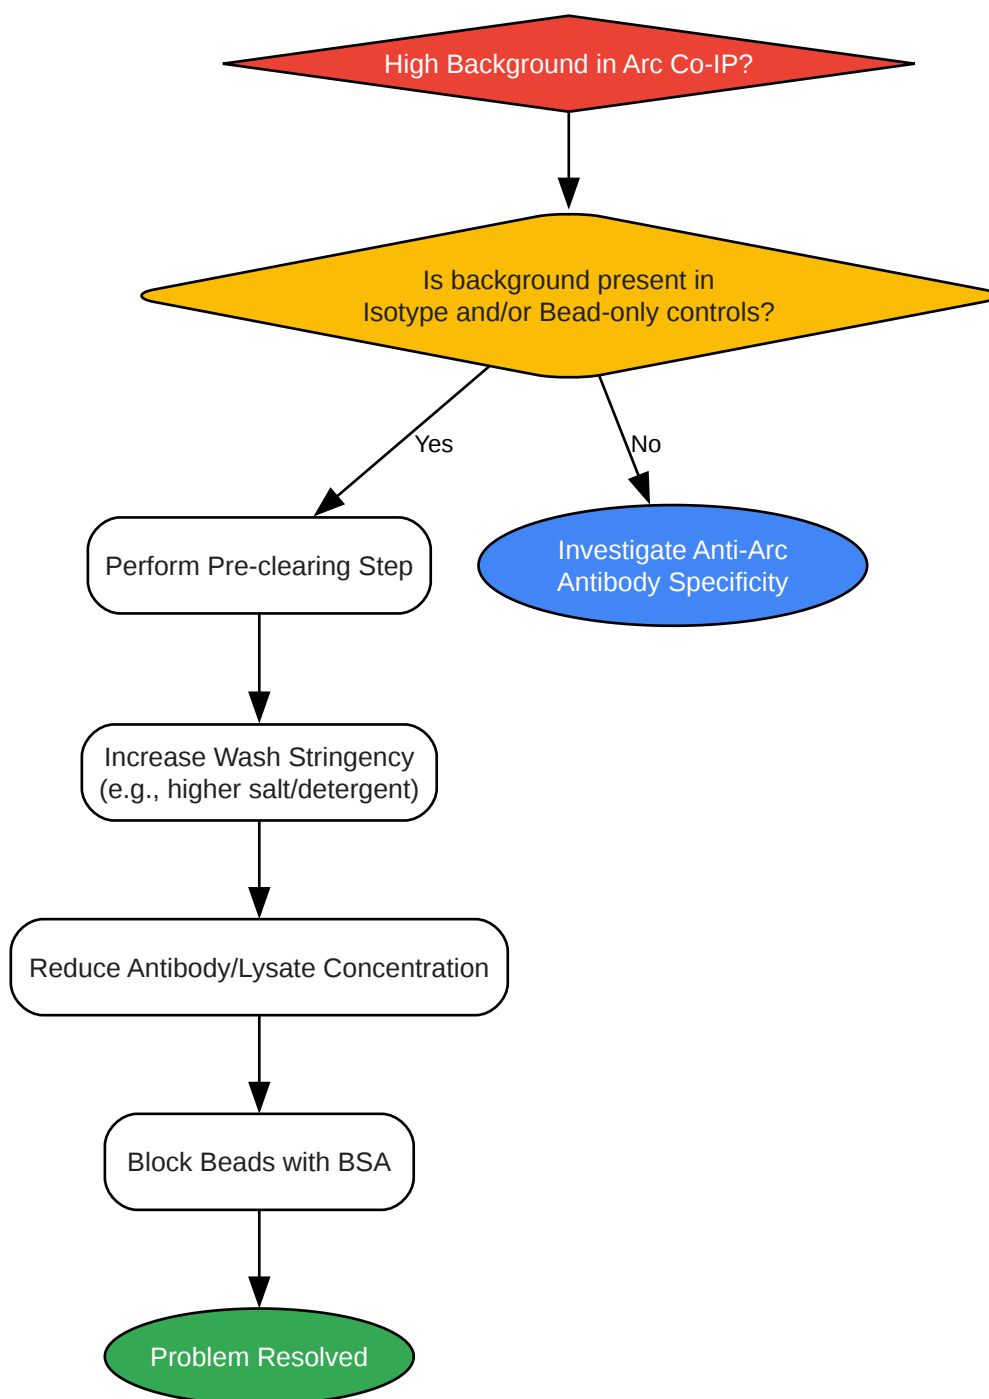 High Background in Arc Co-IP?
Is background present in
Isotype and/or Bead-only controls?
Yes
No
Perform Pre-clearing Step
Investigate Anti-Arc
Antibody Specificity
Increase Wash Stringency
(e.g., higher salt/detergent)
Reduce Antibody/Lysate Concentration
Block Beads with BSA
Problem Resolved